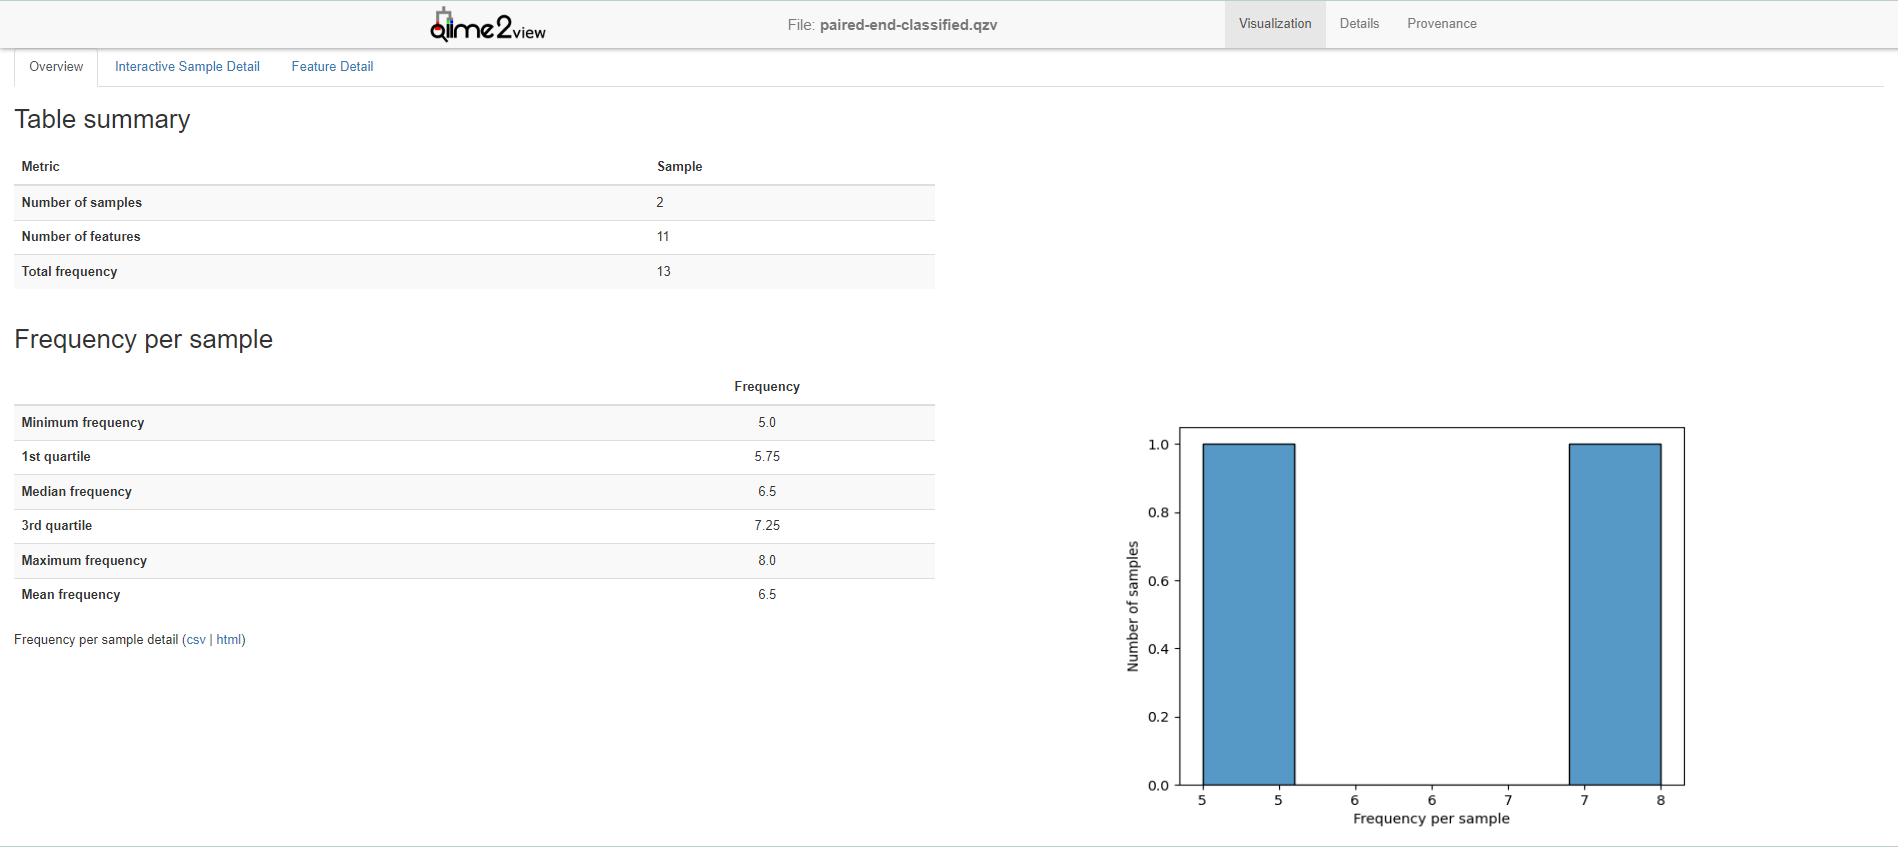 qiime2view
File: paired-end-classified.qzv
Visualization Details Provenance
Overview Interactive Sample Detail Feature Detail
Table summary
Metric Sample
Number of samples 2
Number of features 11
Total frequency 13
Frequency per sample
Frequency
Minimum frequency 5.0
1st quartile 5.75
Median frequency 6.5
3rd quartile 7.25
Maximum frequency 8.0
Mean frequency 6.5
Frequency per sample detail (csv | html)
Number of samples
1.0
0.8
0.6
0.4
0.2
0.0
5 5 6 6 7 7 8
Frequency per sample